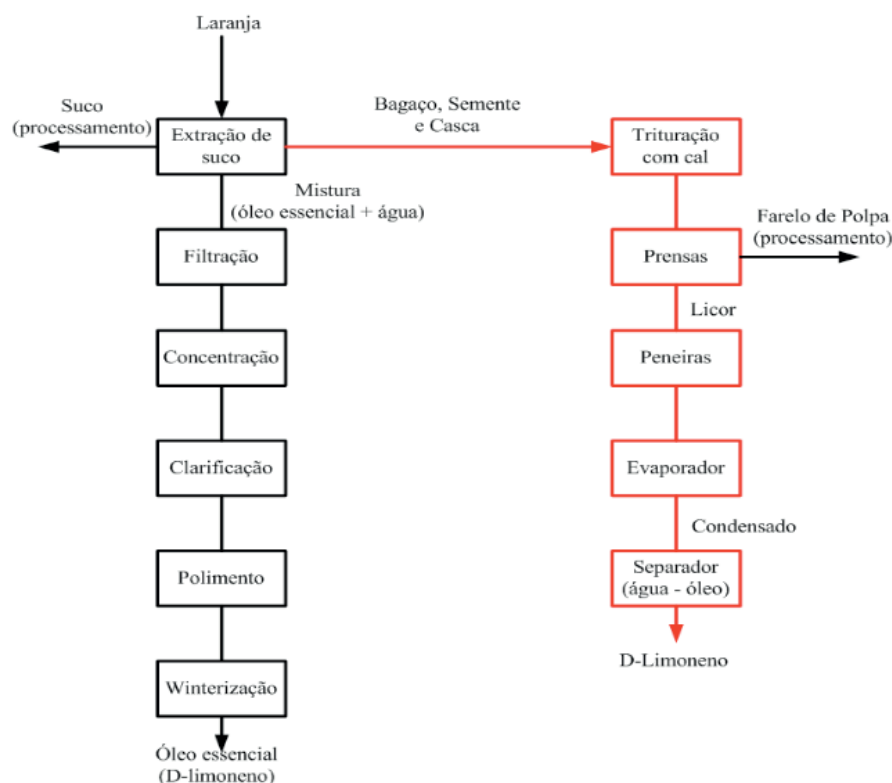 Laranja
Suco
(processamento)
Extração de
suco
Bagaço, Semente
e Casca
Trituração
com cal
Mistura
(óleo essencial + água)
Farelo de Polpa
(processamento)
Filtração
Prensas
Licor
Concentração
Peneiras
Clarificação
Evaporador
Condensado
Polimento
Separador
(água - óleo)
D-Limoneno
Winterização
Óleo essencial
(D-limoneno)